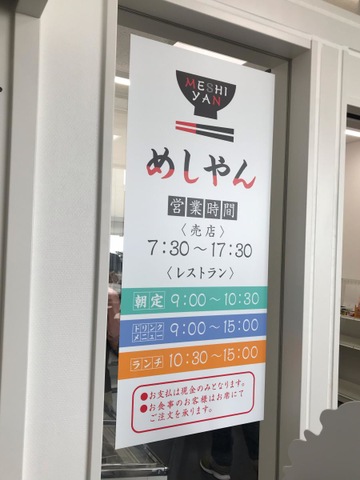 MESHI
YAN
めしやん
営業時間
〈売店〉
7:30〜17:30
〈レストラン〉
朝定 9:00〜10:30
ドリンク
メニュー 9:00〜15:00
ランチ 10:30〜15:00
●お支払は現金のみとなります。
●お食事のお客様はお席にて
ご注文を承ります。